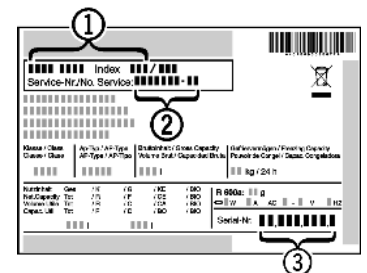 1
Index /
Service-Nr./No. Service: -
2
Klasse / Class Ap-Typ / AP-Type Bruttoinhalt / Gross Capacity Gefriervermögen / Freezing Capacity
Classe / Clase AP-Type / AP-Tipo Volume Brut / Capacidad Bruta Pouvoir de Congel / Capac. Congeladora
l kg / 24 h
Nutzinhalt Ges / K / G / KE / BIO
Net.Capacity Tot / R / F / CE / BIO
Volume Utile Tot / R / C / CA / BIO
Capac. Util Tot / F / C / BIO
l l
R 600a: g
W A AC - V HZ
Serial-Nr.
3